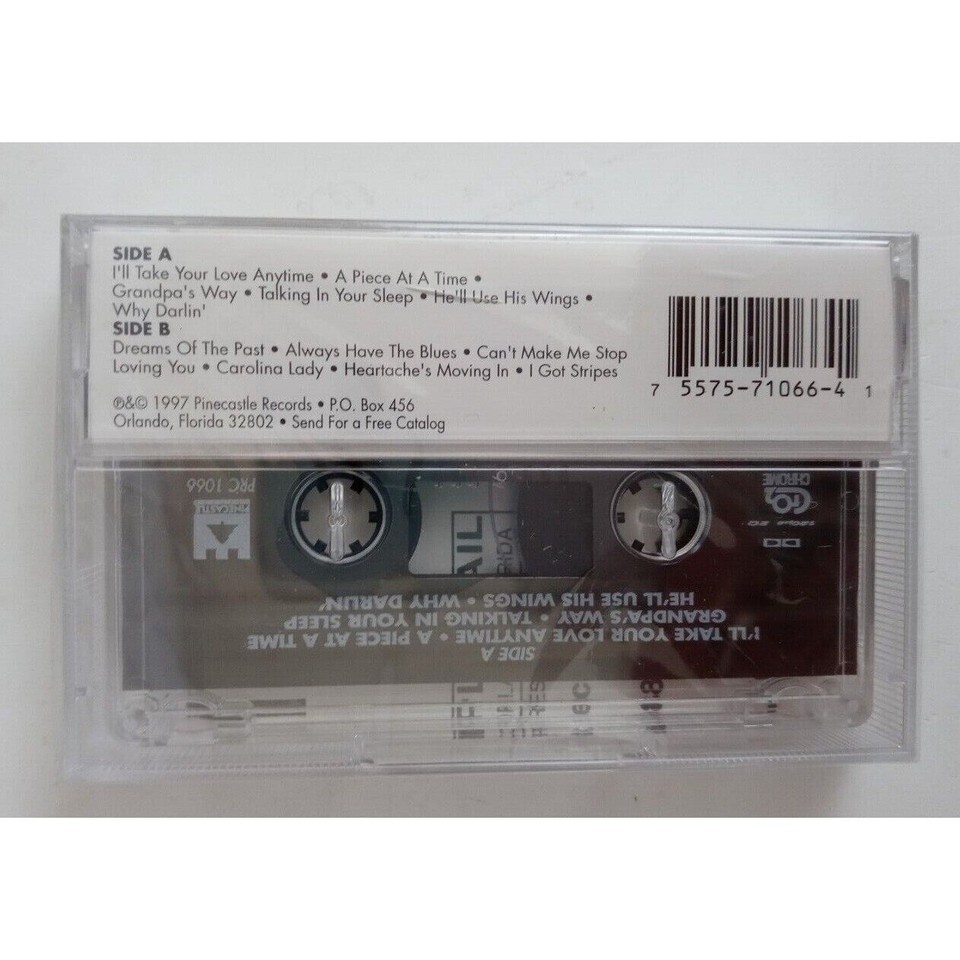 SIDE A
I'll Take Your Love Anytime • A Piece At A Time •
Grandpa's Way • Talking In Your Sleep • He'll Use His Wings •
Why Darlin'
SIDE B
Dreams Of The Past • Always Have The Blues • Can't Make Me Stop
Loving You • Carolina Lady • Heartache's Moving In • I Got Stripes
℗&© 1997 Pinecastle Records • P.O. Box 456
Orlando, Florida 32802 • Send For a Free Catalog
7 5575-71066-4 1
PRC 1066
PINECASTLE
CHROME
SIDE A
I'LL TAKE YOUR LOVE ANYTIME • A PIECE AT A TIME
GRANDPA'S WAY • TALKING IN YOUR SLEEP
HE'LL USE HIS WINGS • WHY DARLIN'